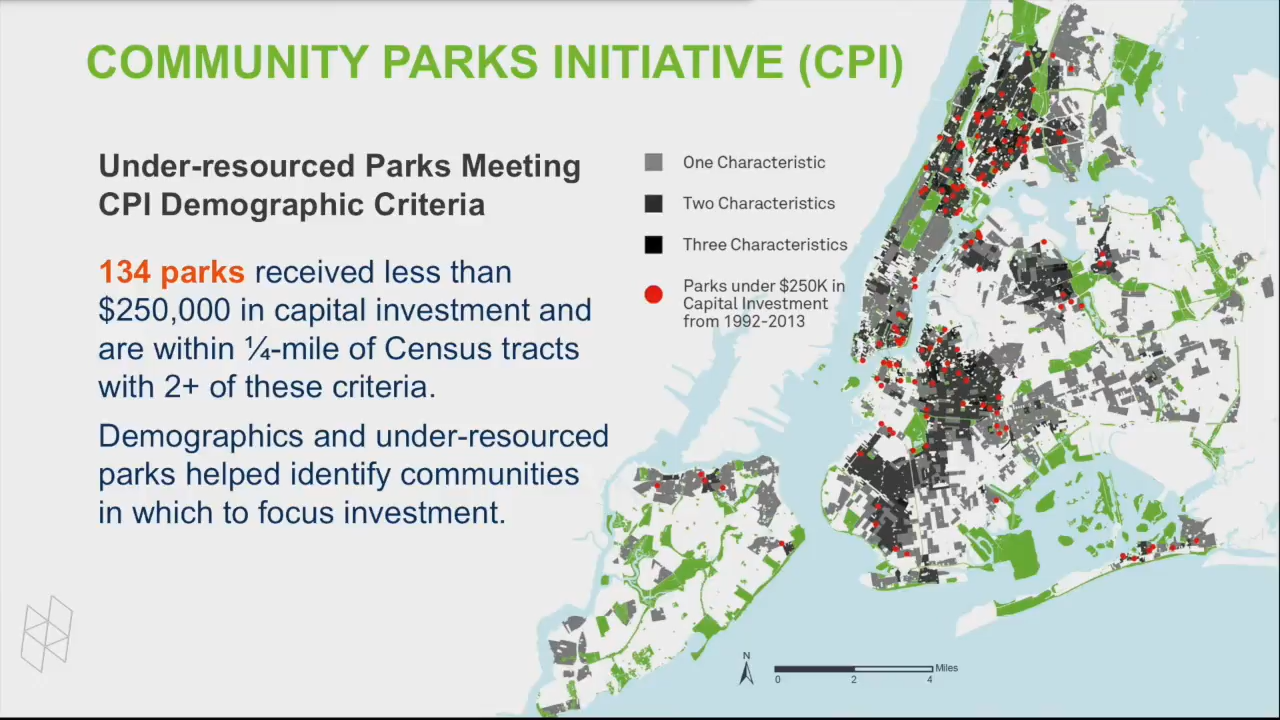 COMMUNITY PARKS INITIATIVE (CPI)
Under-resourced Parks Meeting
CPI Demographic Criteria
134 parks received less than
$250,000 in capital investment and
are within ¼-mile of Census tracts
with 2+ of these criteria.
Demographics and under-resourced
parks helped identify communities
in which to focus investment.
One Characteristic
Two Characteristics
Three Characteristics
Parks under $250K in
Capital Investment
from 1992-2013
N
Miles
0 2 4